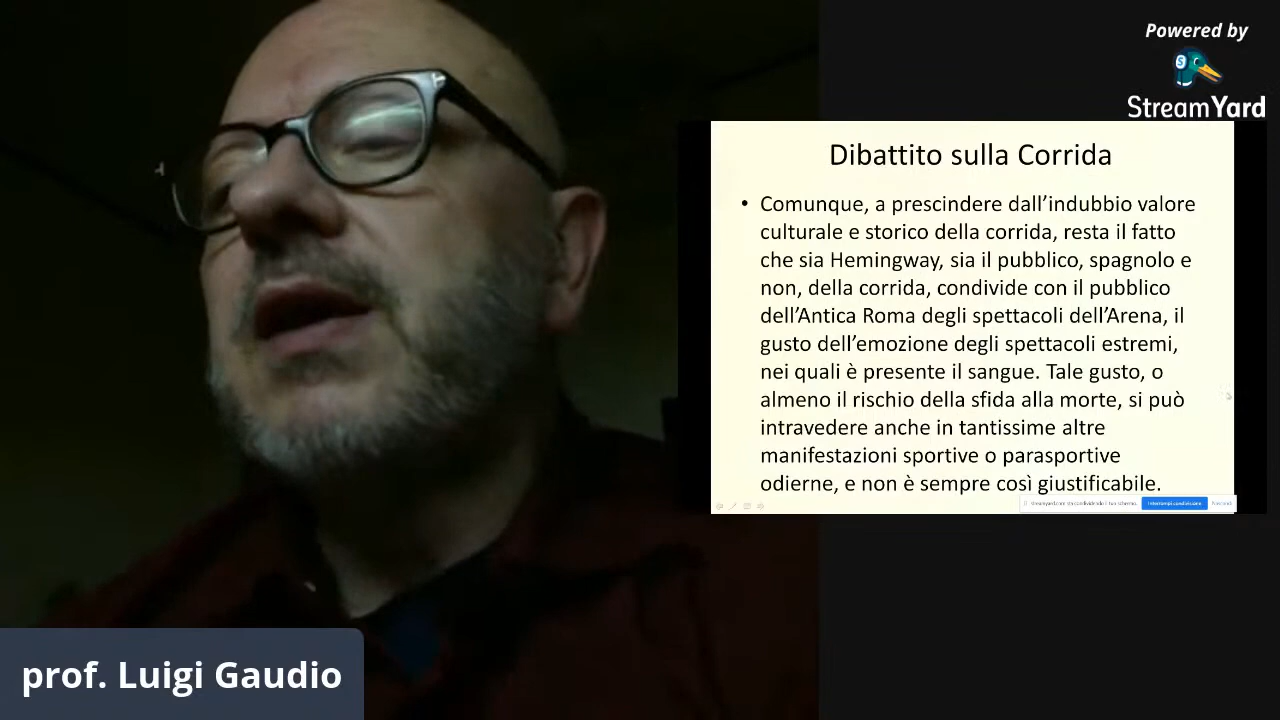 Powered by
StreamYard
Dibattito sulla Corrida
• Comunque, a prescindere dall’indubbio valore
culturale e storico della corrida, resta il fatto
che sia Hemingway, sia il pubblico, spagnolo e
non, della corrida, condivide con il pubblico
dell’Antica Roma degli spettacoli dell’Arena, il
gusto dell’emozione degli spettacoli estremi,
nei quali è presente il sangue. Tale gusto, o
almeno il rischio della sfida alla morte, si può
intravedere anche in tantissime altre
manifestazioni sportive o parasportive
odierne, e non è sempre così giustificabile.
prof. Luigi Gaudio